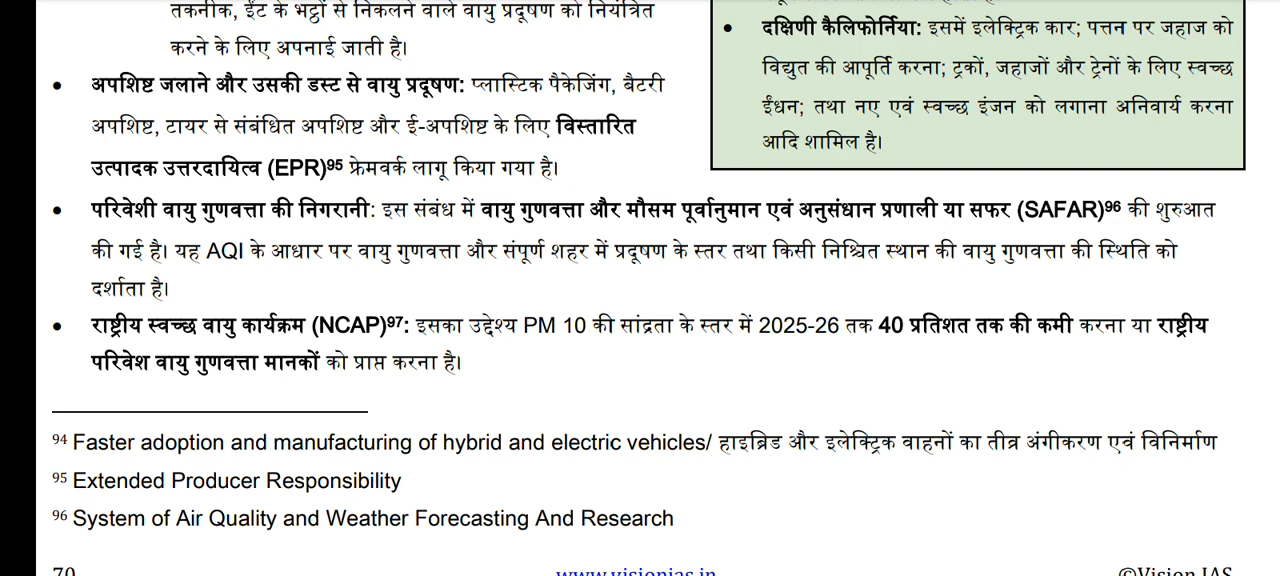 तकनीक, ईंट के भट्ठों से निकलने वाले वायु प्रदूषण को नियंत्रित
करने के लिए अपनाई जाती है।
• अपशिष्ट जलाने और उसकी डस्ट से वायु प्रदूषण: प्लास्टिक पैकेजिंग, बैटरी
अपशिष्ट, टायर से संबंधित अपशिष्ट और ई-अपशिष्ट के लिए विस्तारित
उत्पादक उत्तरदायित्व (EPR)95 फ्रेमवर्क लागू किया गया है।
• दक्षिणी कैलिफोर्निया: इसमें इलेक्ट्रिक कार; पत्तन पर जहाज को
विद्युत की आपूर्ति करना; ट्रकों, जहाजों और ट्रेनों के लिए स्वच्छ
ईंधन; तथा नए एवं स्वच्छ इंजन को लगाना अनिवार्य करना
आदि शामिल है।
• परिवेशी वायु गुणवत्ता की निगरानी: इस संबंध में वायु गुणवत्ता और मौसम पूर्वानुमान एवं अनुसंधान प्रणाली या सफर (SAFAR)96 की शुरुआत
की गई है। यह AQI के आधार पर वायु गुणवत्ता और संपूर्ण शहर में प्रदूषण के स्तर तथा किसी निश्चित स्थान की वायु गुणवत्ता की स्थिति को
दर्शाता है।
• राष्ट्रीय स्वच्छ वायु कार्यक्रम (NCAP)97: इसका उद्देश्य PM 10 की सांद्रता के स्तर में 2025-26 तक 40 प्रतिशत तक की कमी करना या राष्ट्रीय
परिवेश वायु गुणवत्ता मानकों को प्राप्त करना है।
94 Faster adoption and manufacturing of hybrid and electric vehicles/ हाइब्रिड और इलेक्ट्रिक वाहनों का तीव्र अंगीकरण एवं विनिर्माण
95 Extended Producer Responsibility
96 System of Air Quality and Weather Forecasting And Research
70 www.visionias.in ©Vision IAS